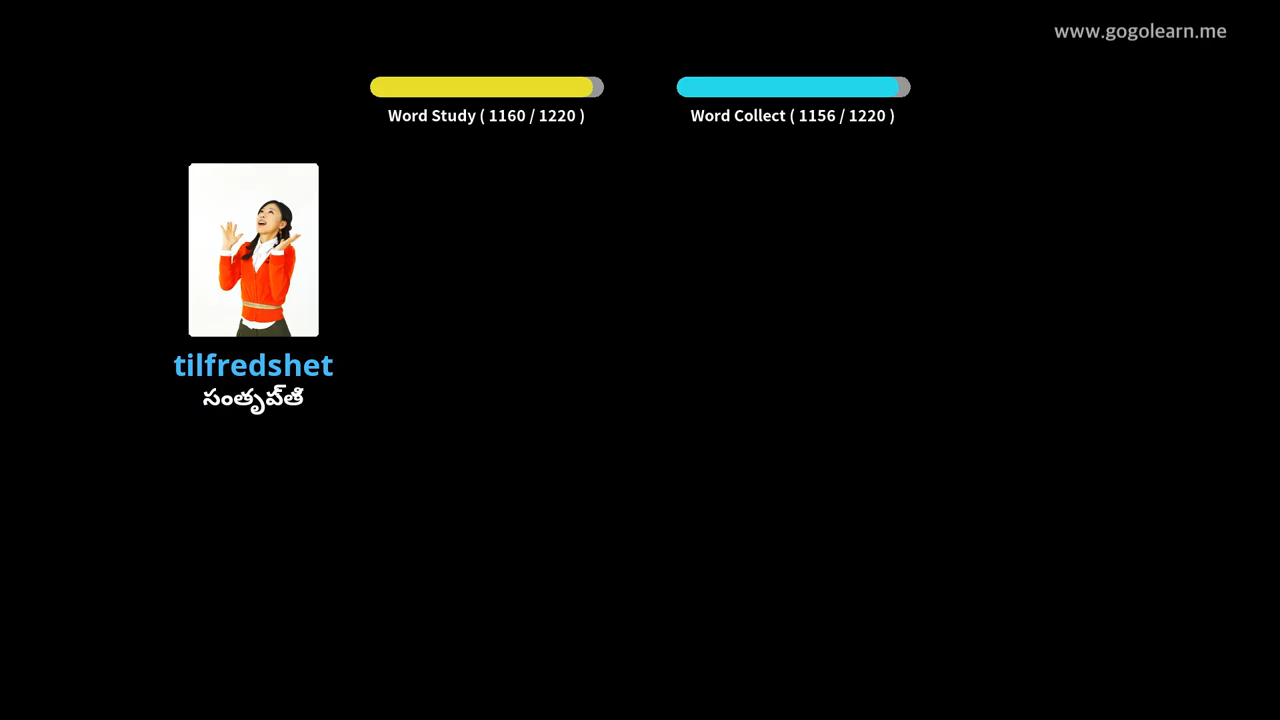 www.gogolearn.me
Word Study ( 1160 / 1220 )
Word Collect ( 1156 / 1220 )
tilfredshet
సంతృప్తి